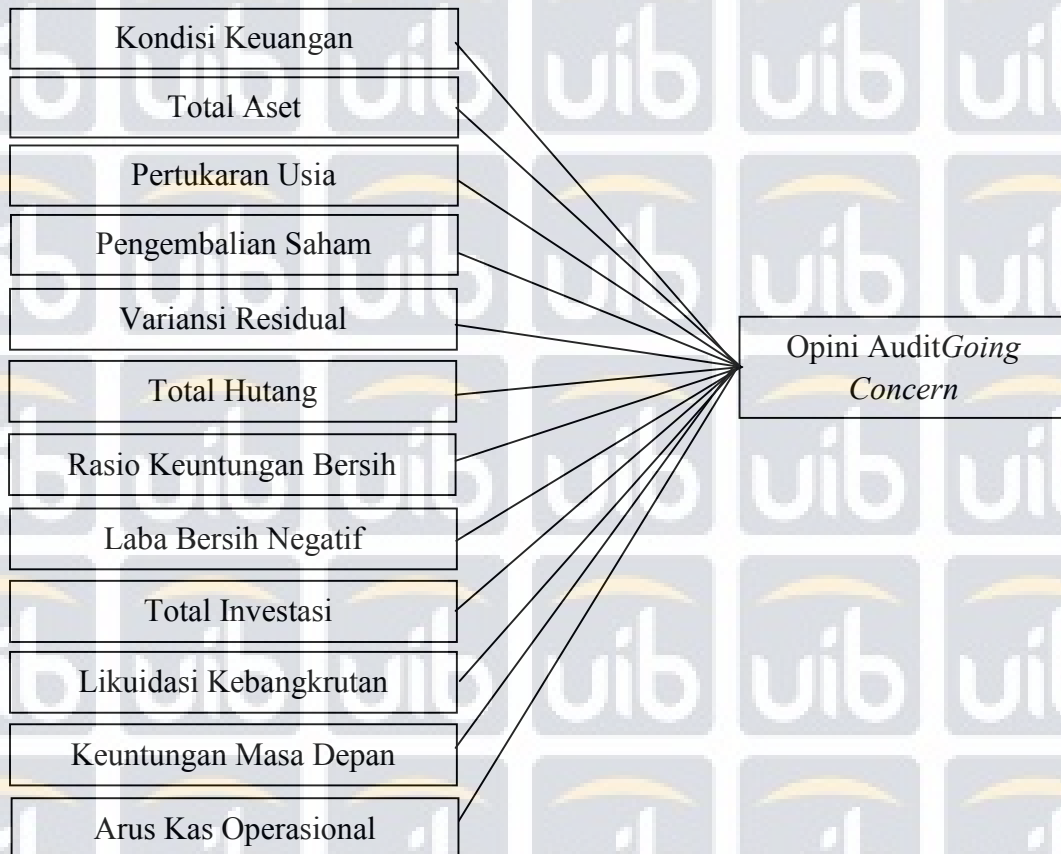 Kondisi Keuangan
Total Aset
Pertukaran Usia
Pengembalian Saham
Variansi Residual
Total Hutang
Rasio Keuntungan Bersih
Laba Bersih Negatif
Total Investasi
Likuidasi Kebangkrutan
Keuntungan Masa Depan
Arus Kas Operasional
Opini AuditGoing
Concern